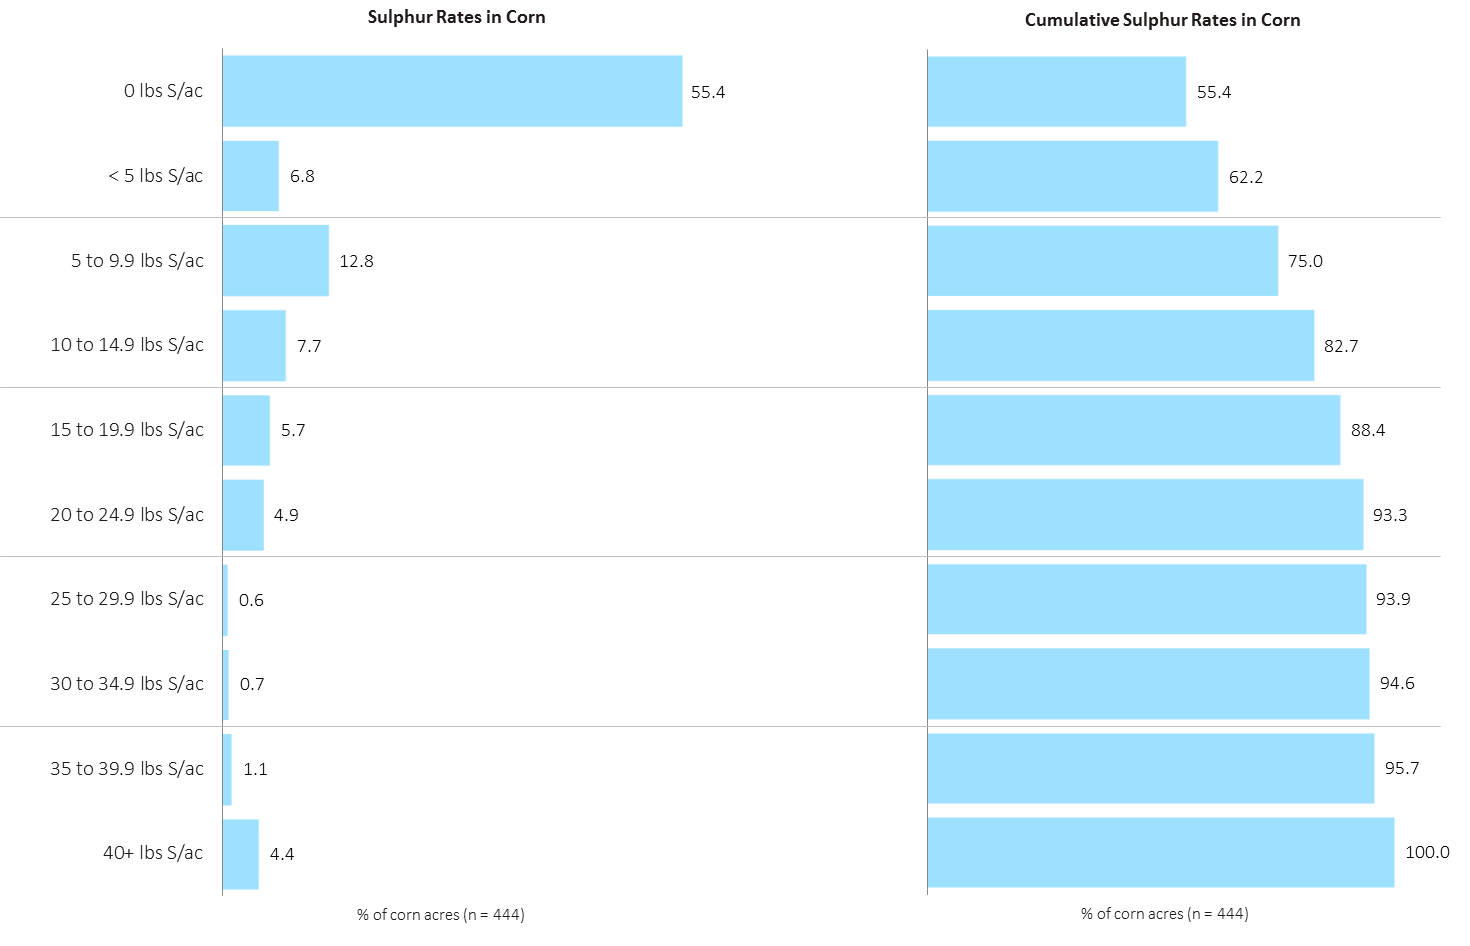 Sulphur Rates in Corn
Cumulative Sulphur Rates in Corn
0 lbs S/ac 55.4 55.4
< 5 lbs S/ac 6.8 62.2
5 to 9.9 lbs S/ac 12.8 75.0
10 to 14.9 lbs S/ac 7.7 82.7
15 to 19.9 lbs S/ac 5.7 88.4
20 to 24.9 lbs S/ac 4.9 93.3
25 to 29.9 lbs S/ac 0.6 93.9
30 to 34.9 lbs S/ac 0.7 94.6
35 to 39.9 lbs S/ac 1.1 95.7
40+ lbs S/ac 4.4 100.0
% of corn acres (n = 444)
% of corn acres (n = 444)